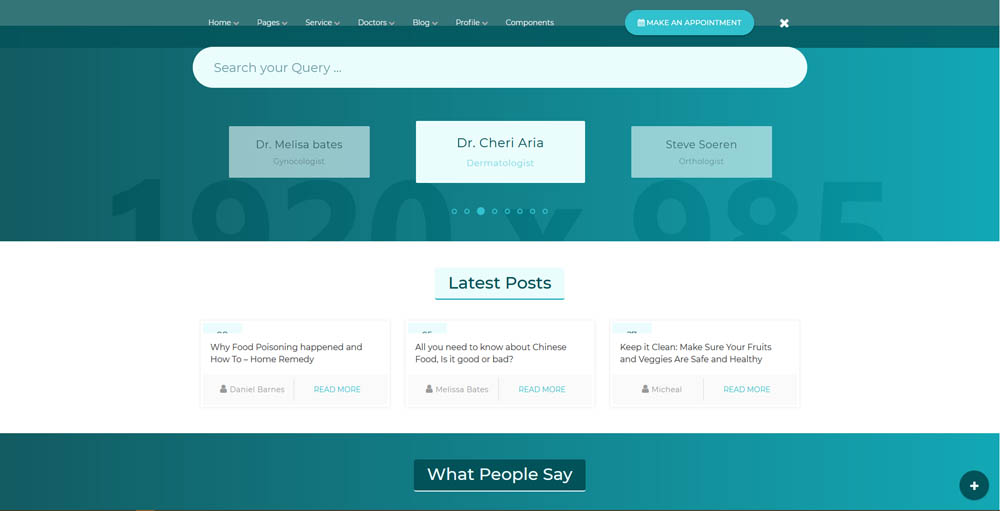 Home Pages Service Doctors Blog Profile Components MAKE AN APPOINTMENT
Search your Query ...
Dr. Melisa bates
Gynocologist
Dr. Cheri Aria
Dermatologist
Steve Soeren
Orthologist
1920 x 985
Latest Posts
Why Food Poisoning happened and
How To – Home Remedy
Daniel Barnes READ MORE
All you need to know about Chinese
Food, Is it good or bad?
Melissa Bates READ MORE
Keep it Clean: Make Sure Your Fruits
and Veggies Are Safe and Healthy
Micheal READ MORE
What People Say